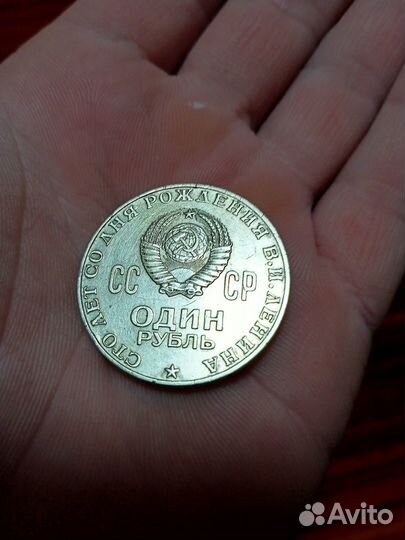 СТО ЛЕТ СО ДНЯ РОЖДЕНИЯ В.И.ЛЕНИНА
СС СР
ОДИН
РУБЛЬ
Avito